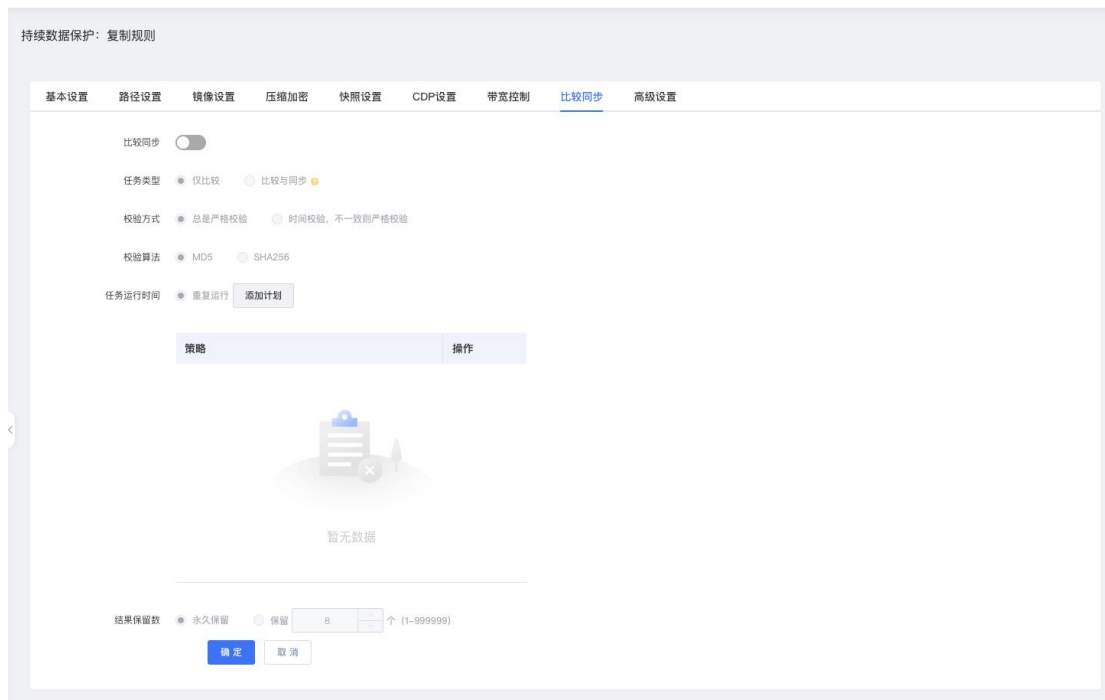 持续数据保护：复制规则
基本设置 路径设置 镜像设置 压缩加密 快照设置 CDP设置 带宽控制 比较同步 高级设置
比较同步
任务类型 仅比较 比较与同步
校验方式 总是严格校验 时间校验，不一致则严格校验
校验算法 MD5 SHA256
任务运行时间 重复运行 添加计划
策略 操作
暂无数据
结果保留数 永久保留 保留 8 个 (1-999999)
确定 取消